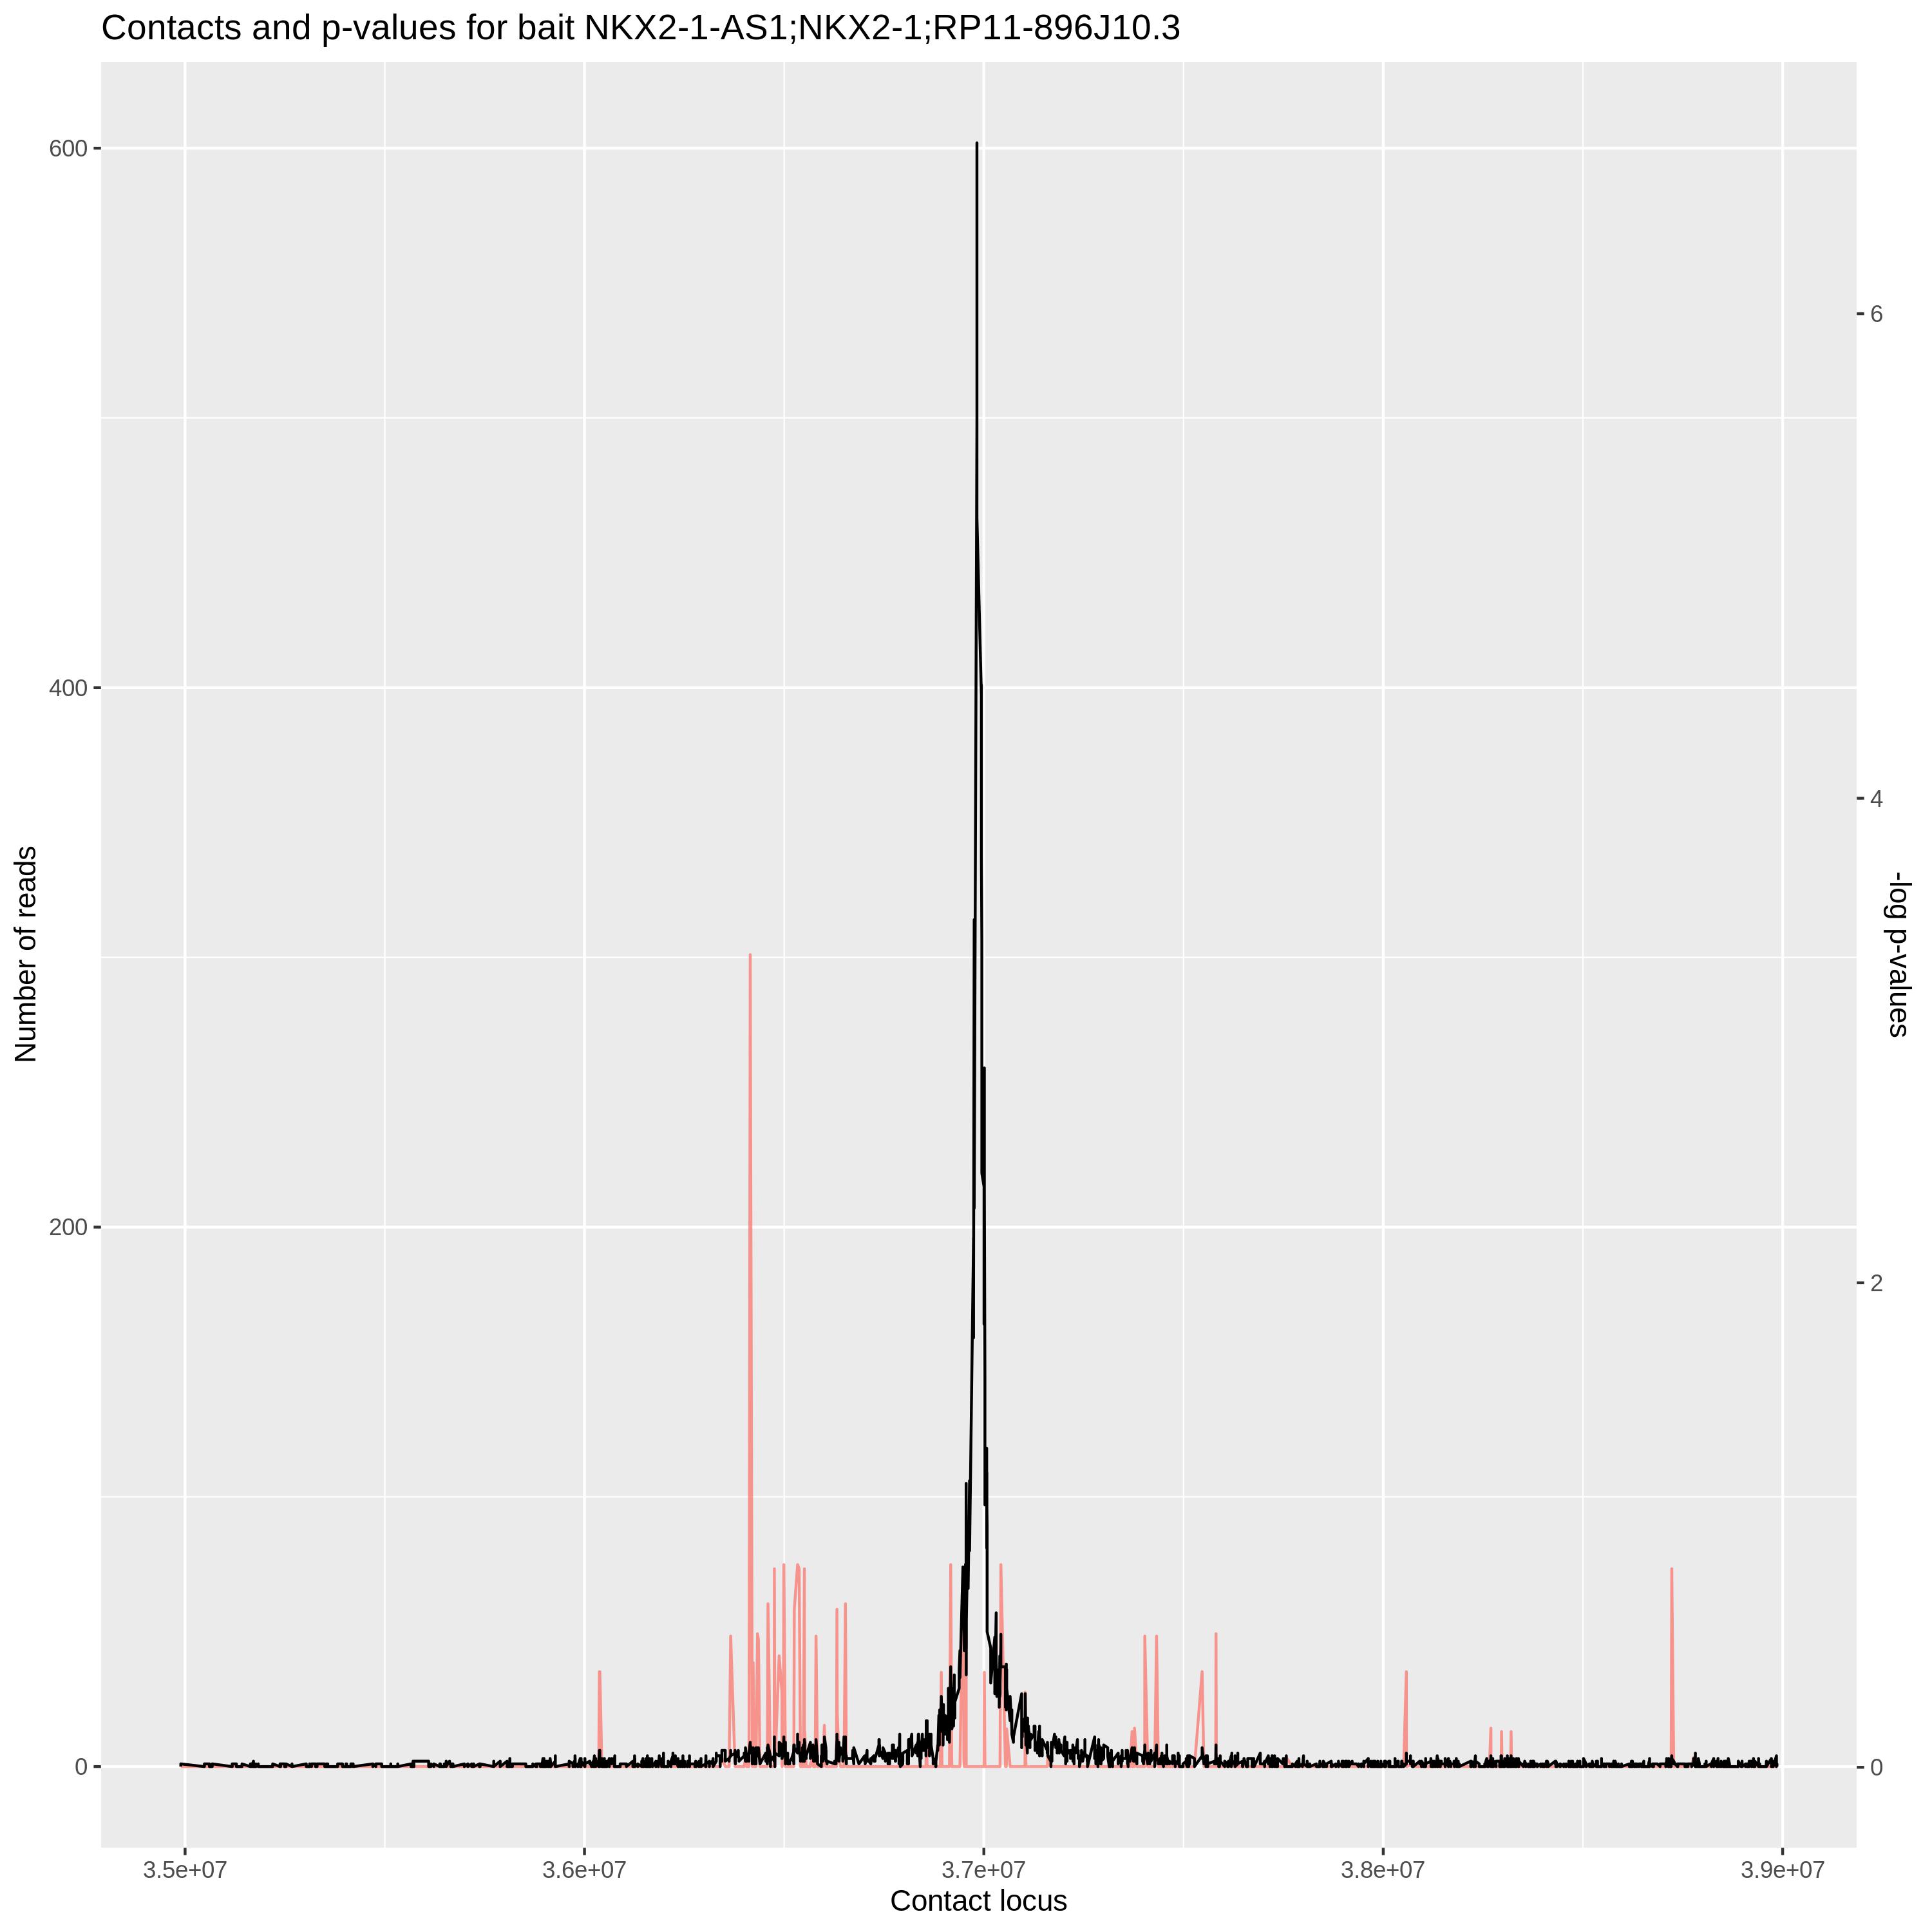 Contacts and p-values for bait NKX2-1-AS1;NKX2-1;RP11-896J10.3
600
400
200
0
Number of reads
6
4
2
0
-log p-values
3.5e+07
3.6e+07
3.7e+07
3.8e+07
3.9e+07
Contact locus